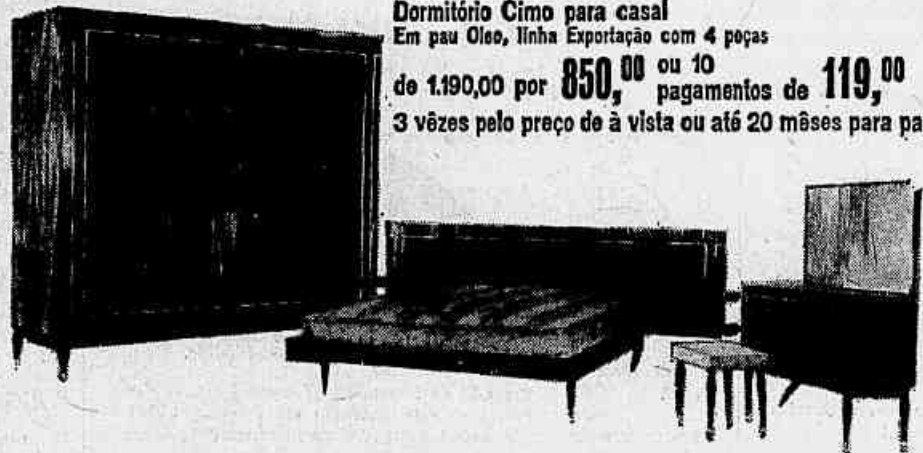 Dormitório Cimo para casal
Em pau Oleo, linha Exportação com 4 peças
de 1.190,00 por 850,00 ou 10 pagamentos de 119,00
3 vêzes pelo preço de à vista ou até 20 mêses para pa